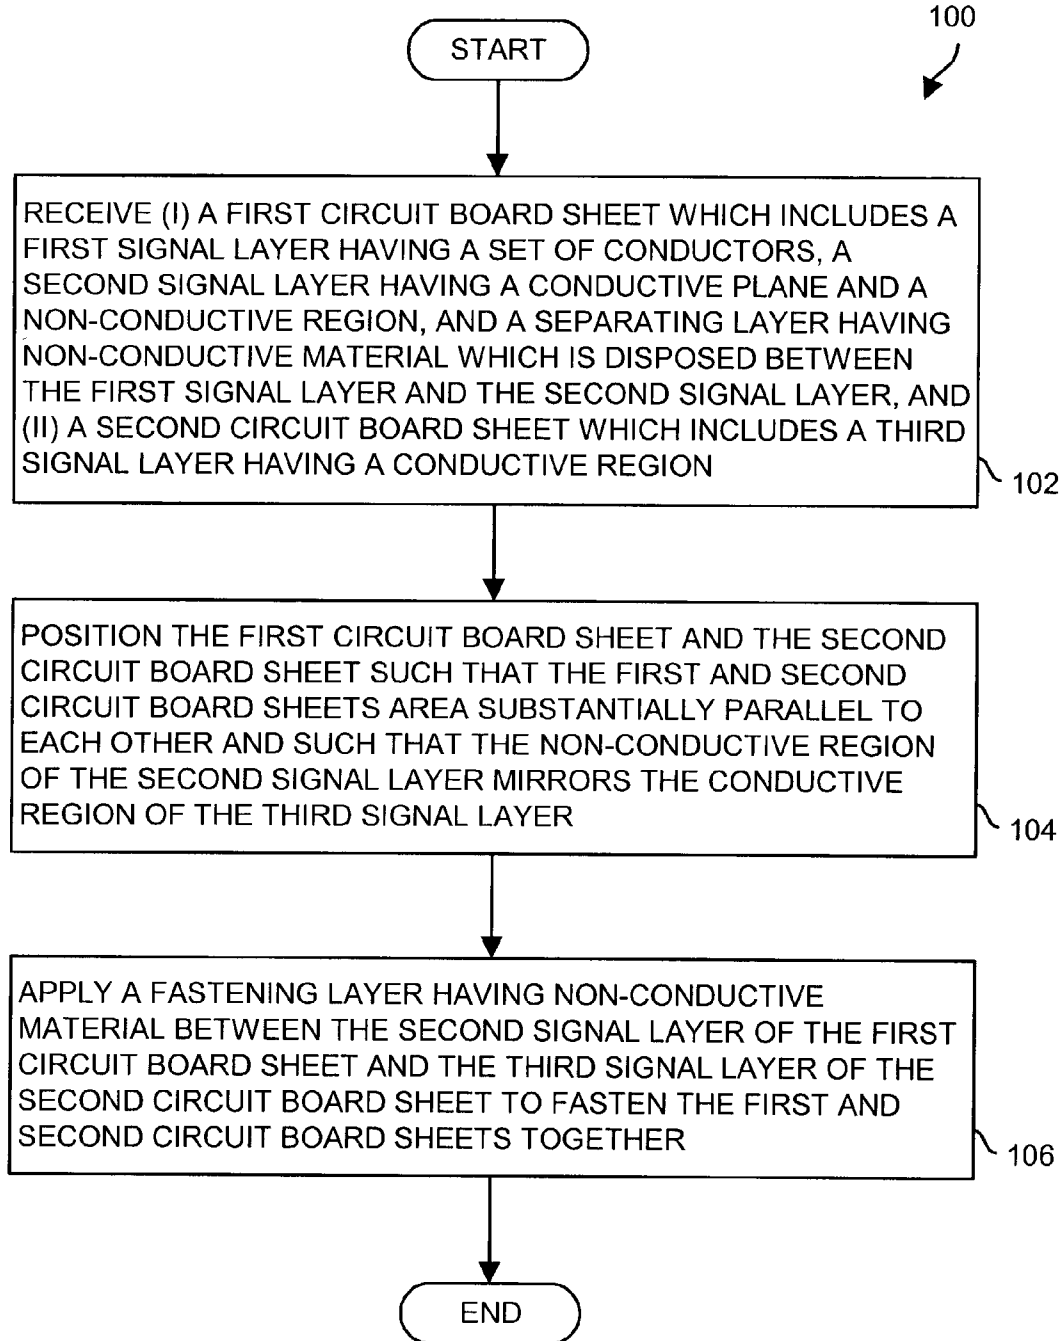 100
START
RECEIVE (I) A FIRST CIRCUIT BOARD SHEET WHICH INCLUDES A
FIRST SIGNAL LAYER HAVING A SET OF CONDUCTORS, A
SECOND SIGNAL LAYER HAVING A CONDUCTIVE PLANE AND A
NON-CONDUCTIVE REGION, AND A SEPARATING LAYER HAVING
NON-CONDUCTIVE MATERIAL WHICH IS DISPOSED BETWEEN
THE FIRST SIGNAL LAYER AND THE SECOND SIGNAL LAYER, AND
(II) A SECOND CIRCUIT BOARD SHEET WHICH INCLUDES A THIRD
SIGNAL LAYER HAVING A CONDUCTIVE REGION
102
POSITION THE FIRST CIRCUIT BOARD SHEET AND THE SECOND
CIRCUIT BOARD SHEET SUCH THAT THE FIRST AND SECOND
CIRCUIT BOARD SHEETS AREA SUBSTANTIALLY PARALLEL TO
EACH OTHER AND SUCH THAT THE NON-CONDUCTIVE REGION
OF THE SECOND SIGNAL LAYER MIRRORS THE CONDUCTIVE
REGION OF THE THIRD SIGNAL LAYER
104
APPLY A FASTENING LAYER HAVING NON-CONDUCTIVE
MATERIAL BETWEEN THE SECOND SIGNAL LAYER OF THE FIRST
CIRCUIT BOARD SHEET AND THE THIRD SIGNAL LAYER OF THE
SECOND CIRCUIT BOARD SHEET TO FASTEN THE FIRST AND
SECOND CIRCUIT BOARD SHEETS TOGETHER
106
END